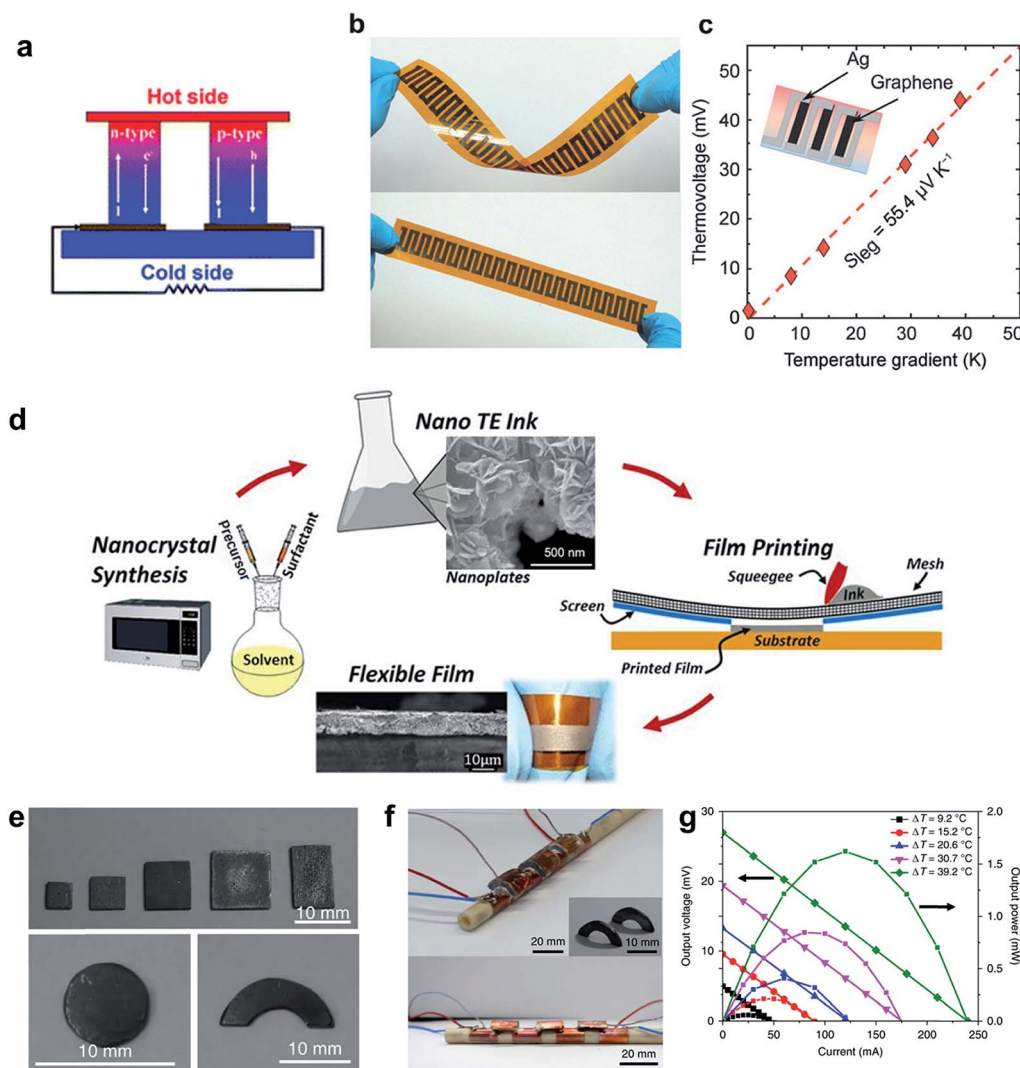 a
Hot side
n-type
p-type
I
I
Cold side
b
c
Thermovoltage (mV)
50
40
30
20
10
0
Ag
Graphene
Sleg = 55.4 µV K⁻¹
0
10
20
30
40
50
Temperature gradient (K)
d
Nanocrystal
Synthesis
Precursor
Surfactant
Solvent
Nano TE Ink
500 nm
Nanoplates
Film Printing
Squeegee
Ink
Mesh
Screen
Substrate
Printed Film
Flexible Film
10µm
e
10 mm
10 mm
10 mm
f
20 mm
10 mm
20 mm
g
Output voltage (mV)
30
20
10
0
ΔT = 9.2 °C
ΔT = 15.2 °C
ΔT = 20.6 °C
ΔT = 30.7 °C
ΔT = 39.2 °C
2.0
1.5
1.0
0.5
0.0
Output power (mW)
0
50
100
150
200
250
Current (mA)